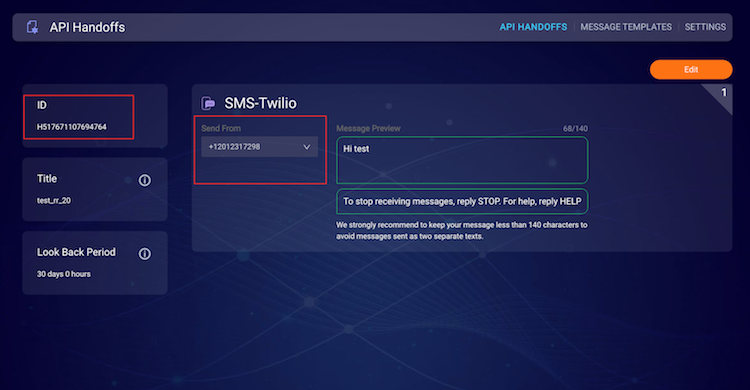 API Handoffs
API HANDOFFS
MESSAGE TEMPLATES
SETTINGS
Edit
ID
H517671107694764
Title
test_rr_20
Look Back Period
30 days 0 hours
1
SMS-Twilio
Send From
+12012317298
Message Preview
68/140
Hi test
To stop receiving messages, reply STOP. For help, reply HELP
We strongly recommend to keep your message less than 140 characters to
avoid messages sent as two separate texts.